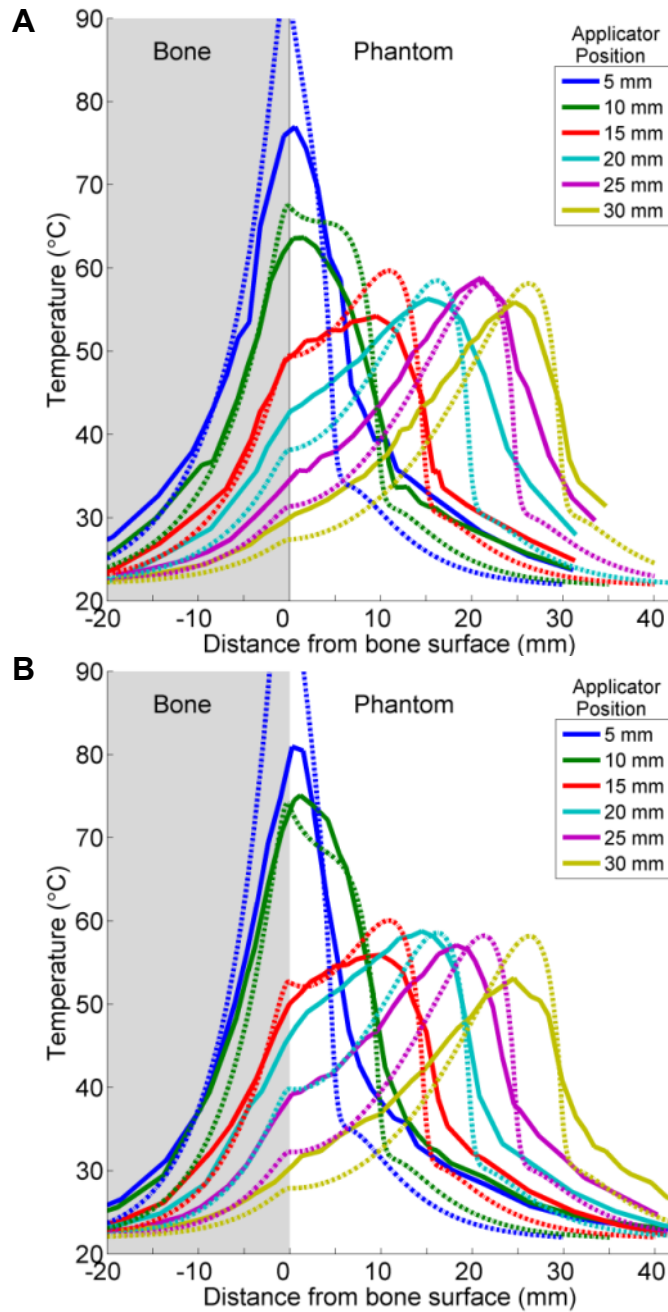 A
90
80
70
60
50
40
30
20
Temperature (°C)
Bone
Phantom
Applicator
Position
5 mm
10 mm
15 mm
20 mm
25 mm
30 mm
-20 -10 0 10 20 30 40
Distance from bone surface (mm)
B
90
80
70
60
50
40
30
20
Temperature (°C)
Bone
Phantom
Applicator
Position
5 mm
10 mm
15 mm
20 mm
25 mm
30 mm
-20 -10 0 10 20 30 40
Distance from bone surface (mm)